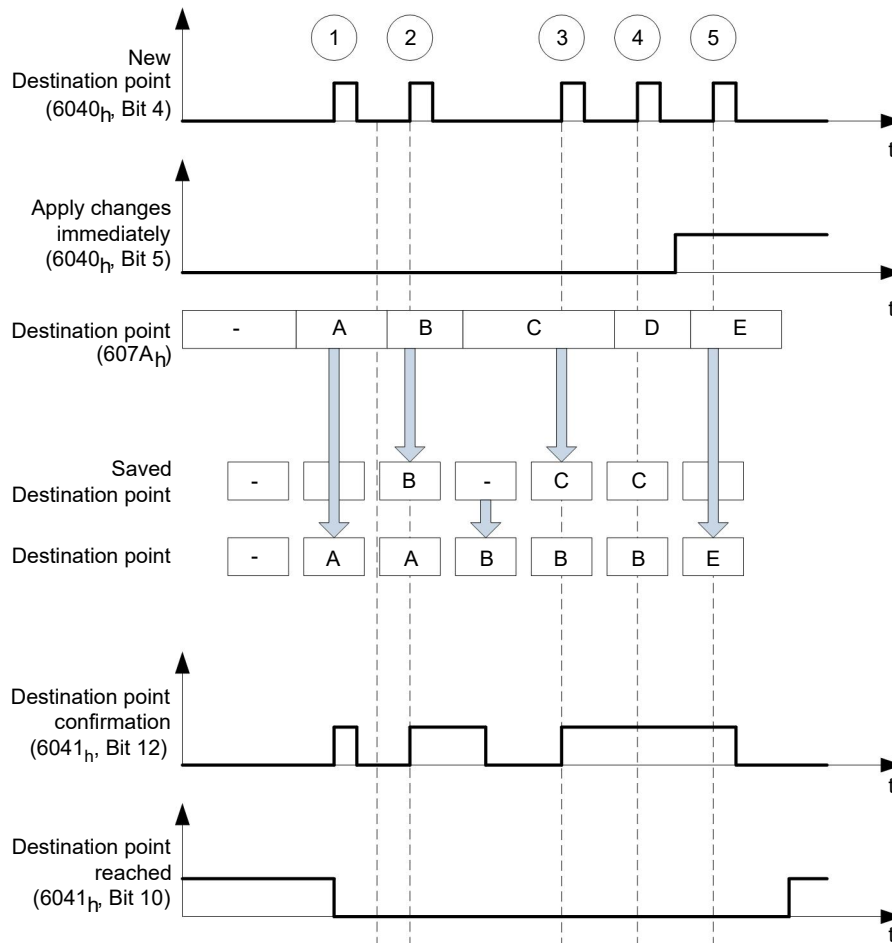 1 2 3 4 5
New
Destination point
(6040h, Bit 4)
t
Apply changes
immediately
(6040h, Bit 5)
t
Destination point
(607Ah)
- A B C D E
Saved
Destination point
- B - C C
Destination point
- A A B B B E
Destination point
confirmation
(6041h, Bit 12)
t
Destination point
reached
(6041h, Bit 10)
t